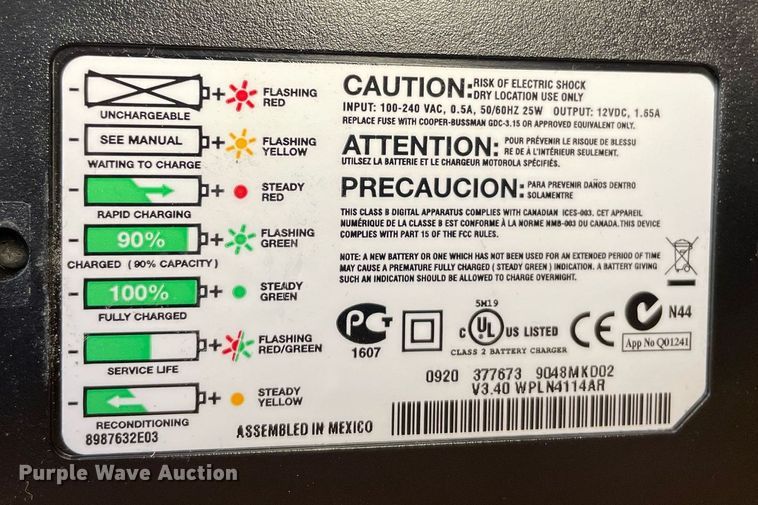 UNCHARGEABLE
FLASHING
RED
SEE MANUAL
WAITING TO CHARGE
FLASHING
YELLOW
RAPID CHARGING
STEADY
RED
90%
CHARGED (90% CAPACITY)
FLASHING
GREEN
100%
FULLY CHARGED
STEADY
GREEN
SERVICE LIFE
FLASHING
RED/GREEN
RECONDITIONING
STEADY
YELLOW
8987632E03
ASSEMBLED IN MEXICO
CAUTION: RISK OF ELECTRIC SHOCK
DRY LOCATION USE ONLY
INPUT: 100-240 VAC, 0.5A, 50/60HZ 25W OUTPUT: 12VDC, 1.65A
REPLACE FUSE WITH COOPER-BUSSMAN GDC-3.15 OR APPROVED EQUIVALENT ONLY.
ATTENTION: POUR PRÉVENIR LE RISQUE DE BLESSU
RE DE A L'INTÉRIEUR SEULEMENT.
UTILISEZ LA BATTERIE ET LE CHARGEUR MOTOROLA SPÉCIFIÉS.
PRECAUCION: PARA PREVENIR DAÑOS DENTRO
SOLAMENTRE
THIS CLASS B DIGITAL APPARATUS COMPLIES WITH CANADIAN ICES-003. CET APPAREIL
NUMÉRIQUE DE LA CLASSE B EST CONFORME À LA NORME NMB-003 DU CANADA.THIS DEVICE
COMPLIES WITH PART 15 OF THE FCC RULES.
NOTE: A NEW BATTERY OR ONE WHICH HAS NOT BEEN USED FOR AN EXTENDED PERIOD OF TIME
MAY CAUSE A PREMATURE FULLY CHARGED (STEADY GREEN) INDICATION. A BATTERY GIVING
SUCH AN INDICATION SHOULD BE ALLOWED TO CHARGE OVERNIGHT.
1607
5M19
C UL US LISTED
CLASS 2 BATTERY CHARGER
CE
N44
App No Q01241
0920 377673 9048MKD02
V3.40 WPLN4114AR
Purple Wave Auction